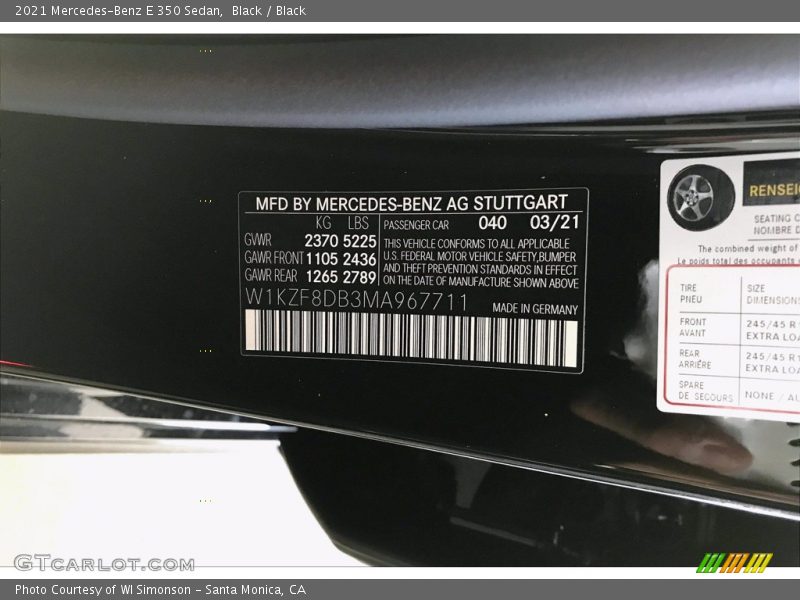 2021 Mercedes-Benz E 350 Sedan, Black / Black
MFD BY MERCEDES-BENZ AG STUTTGART
KG LBS
GVWR 2370 5225
GAWR FRONT 1105 2436
GAWR REAR 1265 2789
PASSENGER CAR 040 03/21
THIS VEHICLE CONFORMS TO ALL APPLICABLE
U.S. FEDERAL MOTOR VEHICLE SAFETY,BUMPER
AND THEFT PREVENTION STANDARDS IN EFFECT
ON THE DATE OF MANUFACTURE SHOWN ABOVE
W1KZF8DB3MA967711
MADE IN GERMANY
SEATING
NOMBRE
The combined weight of
Le poids total des occupants
TIRE SIZE
PNEU DIMENSIONS
FRONT 245/45
AVANT EXTRA
REAR 245/45
ARRIÈRE EXTRA
SPARE NONE /
DE SECOURS
GTCARLOT.COM
Photo Courtesy of WI Simonson - Santa Monica, CA